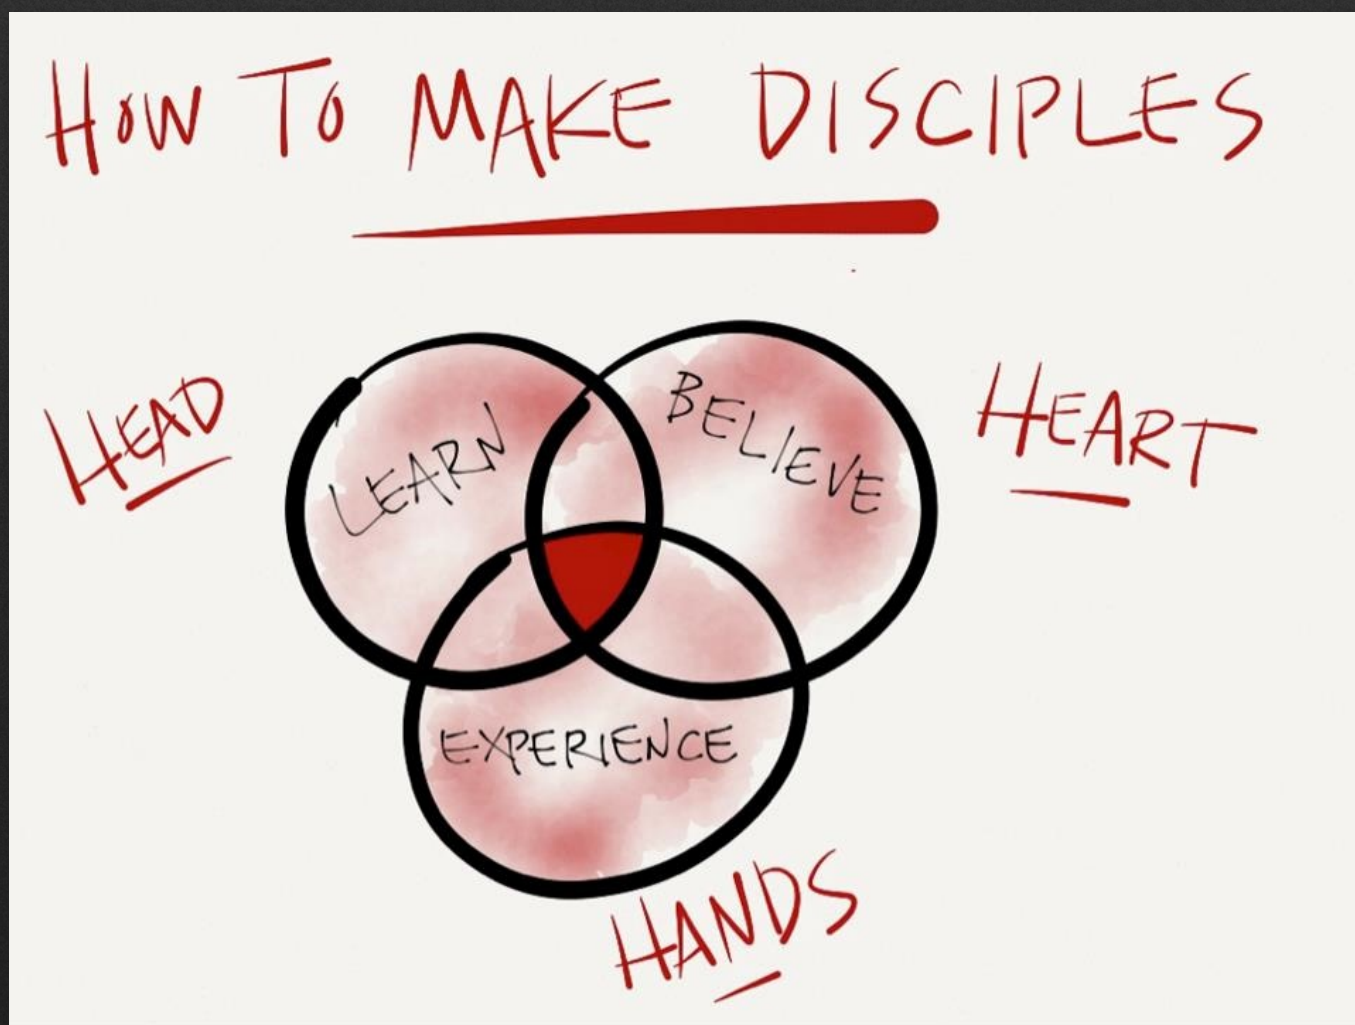 HOW TO MAKE DISCIPLES
HEAD
LEARN
BELIEVE
HEART
EXPERIENCE
HANDS